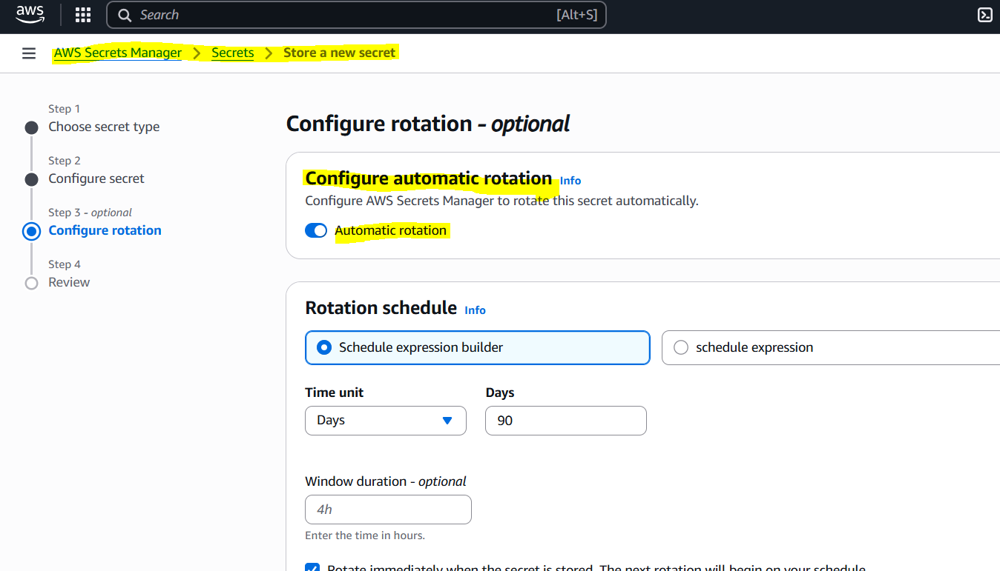 aws
Search [Alt+S]
AWS Secrets Manager > Secrets > Store a new secret
Step 1
Choose secret type
Step 2
Configure secret
Step 3 - optional
Configure rotation
Step 4
Review
Configure rotation - optional
Configure automatic rotation Info
Configure AWS Secrets Manager to rotate this secret automatically.
Automatic rotation
Rotation schedule Info
Schedule expression builder
schedule expression
Time unit
Days
Days
90
Window duration - optional
4h
Enter the time in hours.
Rotate immediately when the secret is stored. The next rotation will begin on your schedule.